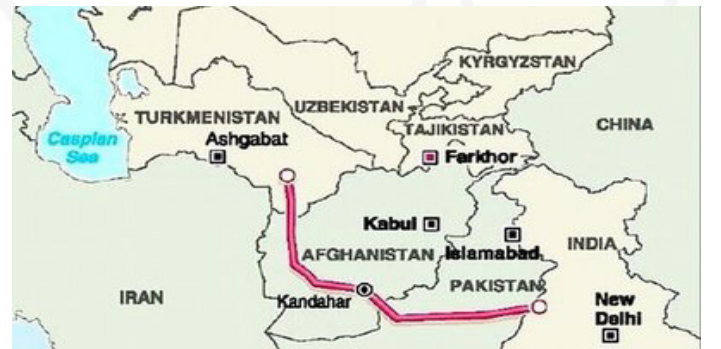 KYRGYZSTAN
UZBEKISTAN
TURKMENISTAN
TAJIKISTAN
CHINA
Caspian
Sea
Ashgabat
Farkhor
Kabul
AFGHANISTAN
Islamabad
INDIA
PAKISTAN
IRAN
Kandahar
New
Delhi